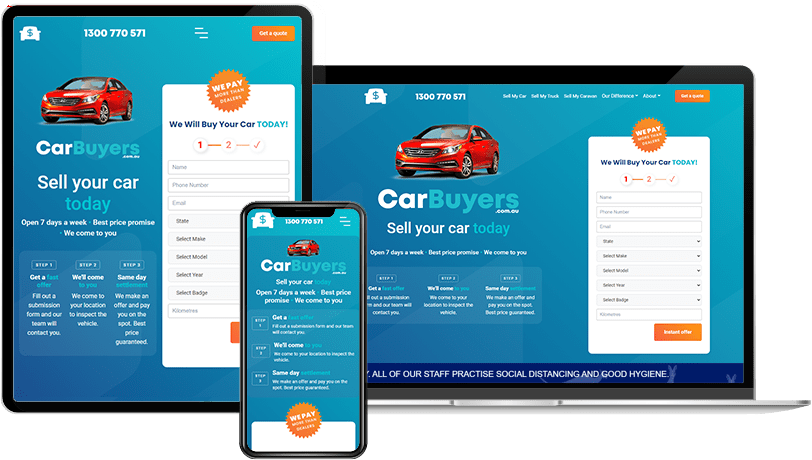 1300 770 571
Get a quote
WE PAY
MORE THAN
DEALERS
We Will Buy Your Car TODAY!
1 2
CarBuyers
.com.au
Sell your car
today
Open 7 days a week · Best price promise
· We come to you
Name
Phone Number
Email
State
Select Make
Select Model
Select Year
Select Badge
Kilometres
STEP 1
Get a fast
offer
Fill out a
submission
form and our
team will
contact you.
STEP 2
We'll come
to you
We come to
your location
to inspect the
vehicle.
STEP 3
Same day
settlement
We make an
offer and pay
you on the
spot. Best
price
guaranteed.
1300 770 571
CarBuyers
.com.au
Sell your car today
Open 7 days a week · Best price
promise · We come to you
STEP
1
Get a fast offer
Fill out a submission form and our team
will contact you.
STEP
2
We'll come to you
We come to your location to inspect the
vehicle.
STEP
3
Same day settlement
We make an offer and pay you on the
spot. Best price guaranteed.
WE PAY
MORE THAN
DEALERS
1300 770 571
Sell My Car Sell My Truck Sell My Caravan Our Difference About
Get a quote
WE PAY
MORE THAN
DEALERS
We Will Buy Your Car TODAY!
1 2
CarBuyers
.com.au
Sell your car today
Open 7 days a week · Best price promise · We come to you
Name
Phone Number
Email
State
Select Make
Select Model
Select Year
Select Badge
Kilometres
Instant offer
STEP 1
Get a fast offer
Fill out a submission
form and our team will
contact you.
STEP 2
We'll come to you
We come to your
location to inspect the
vehicle.
STEP 3
Same day settlement
We make an offer and
pay you on the spot. Best
price guaranteed.
. ALL OF OUR STAFF PRACTISE SOCIAL DISTANCING AND GOOD HYGIENE.